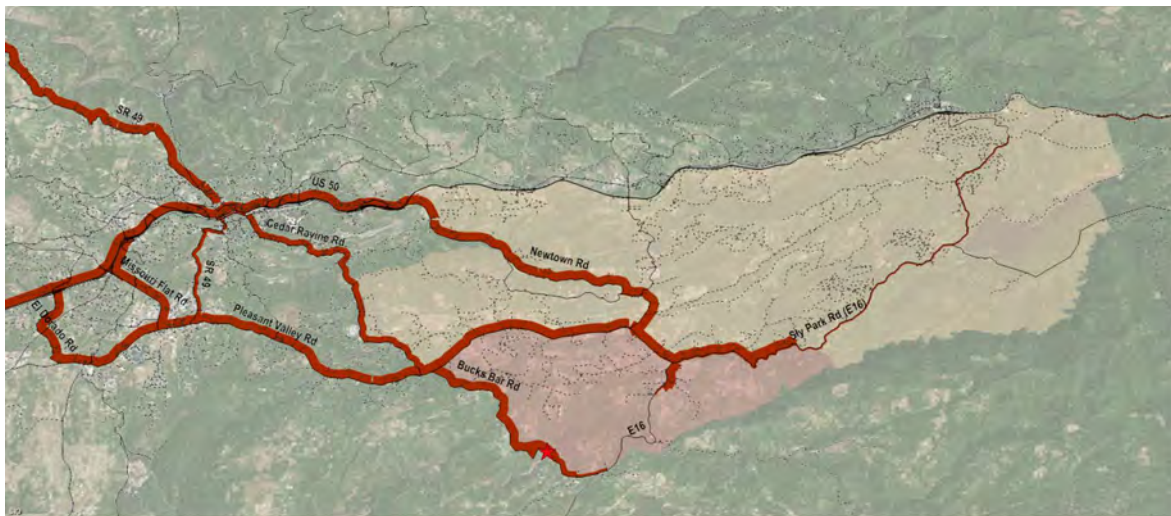 SR 49
US 50
Cedar Ravine Rd
Newtown Rd
Missouri Flat Rd
SR 49
El Dorado Rd
Pleasant Valley Rd
Sly Park Rd (E16)
Bucks Bar Rd
E16